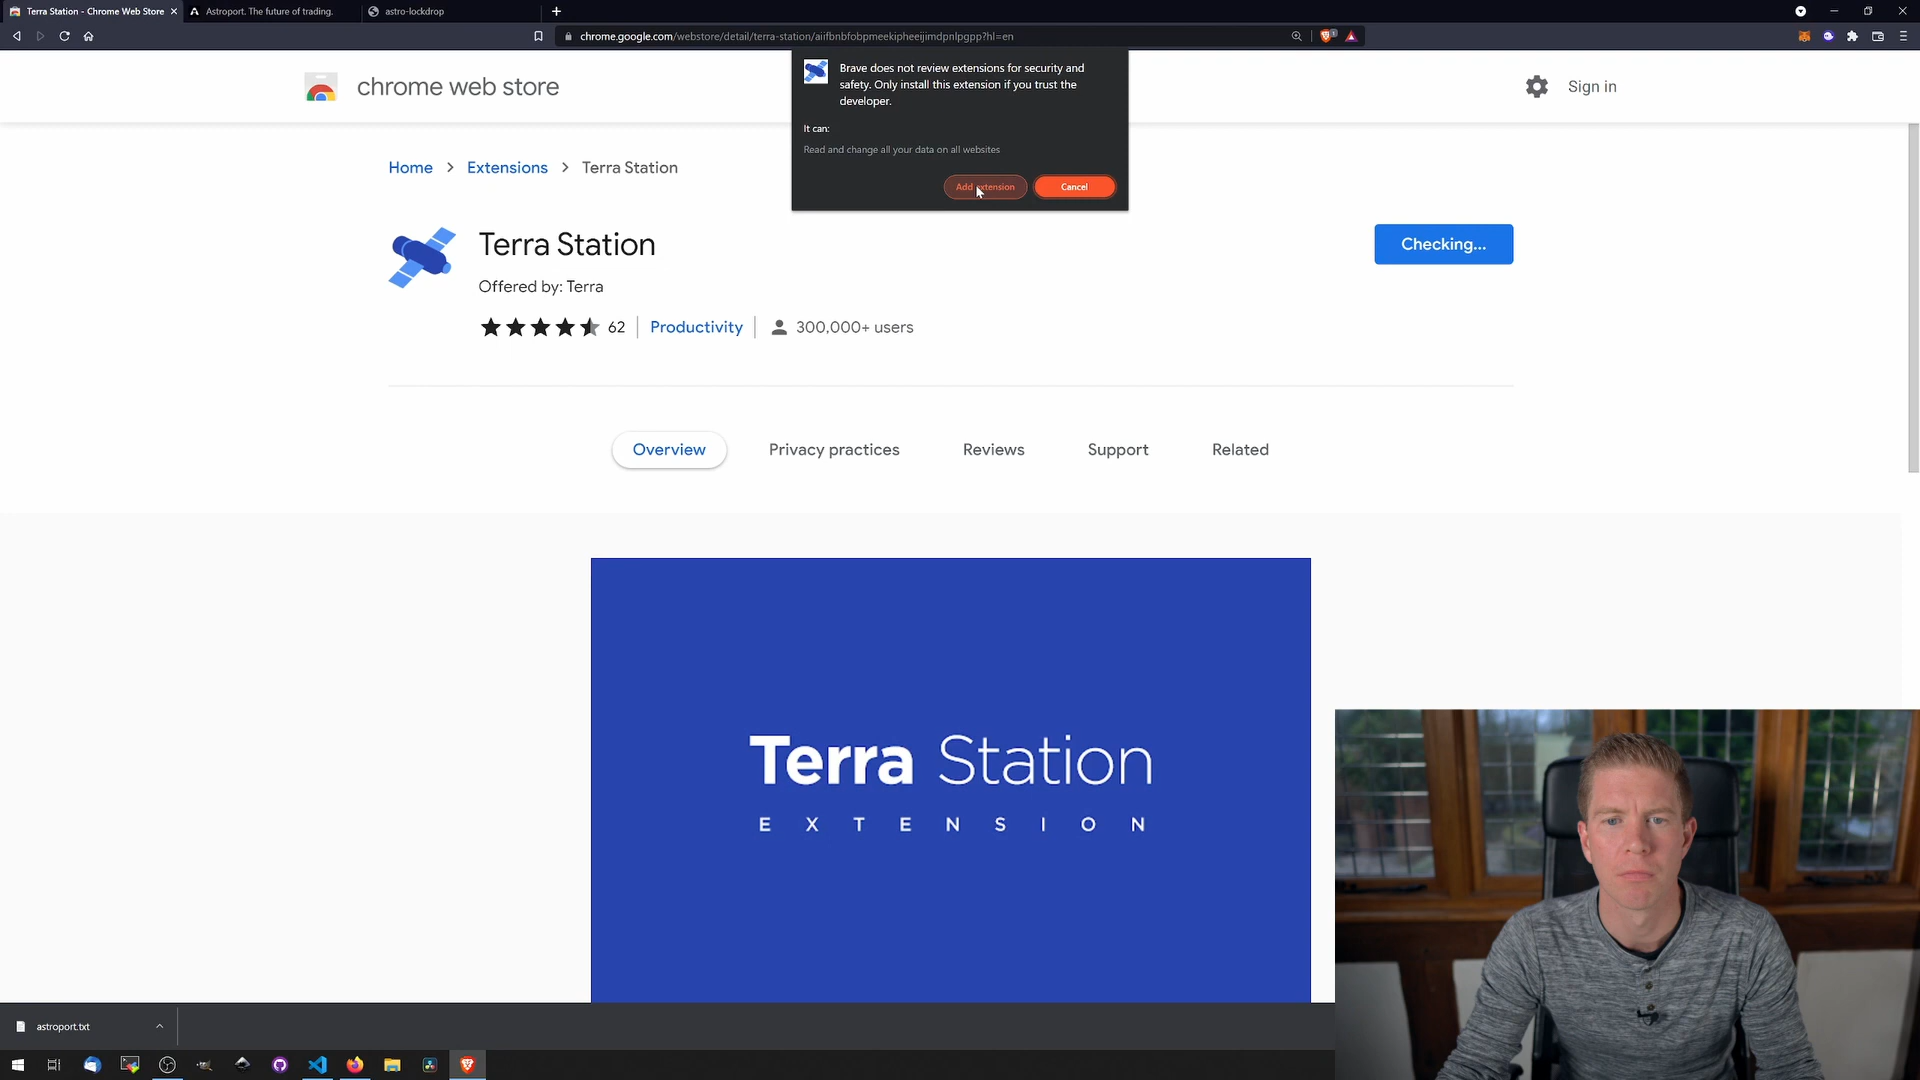 Terra Station - Chrome Web Store
Astroport. The future of trading.
astro-lockdrop
chrome.google.com/webstore/detail/terra-station/aiifbnbfobpmeekipheeijimdpnlpgpp?hl=en
chrome web store
Sign in
Brave does not review extensions for security and
safety. Only install this extension if you trust the
developer.
It can:
Read and change all your data on all websites
Add extension
Cancel
Home > Extensions > Terra Station
Terra Station
Offered by: Terra
62
Productivity
300,000+ users
Checking...
Overview
Privacy practices
Reviews
Support
Related
Terra Station
EXTENSION
astroport.txt